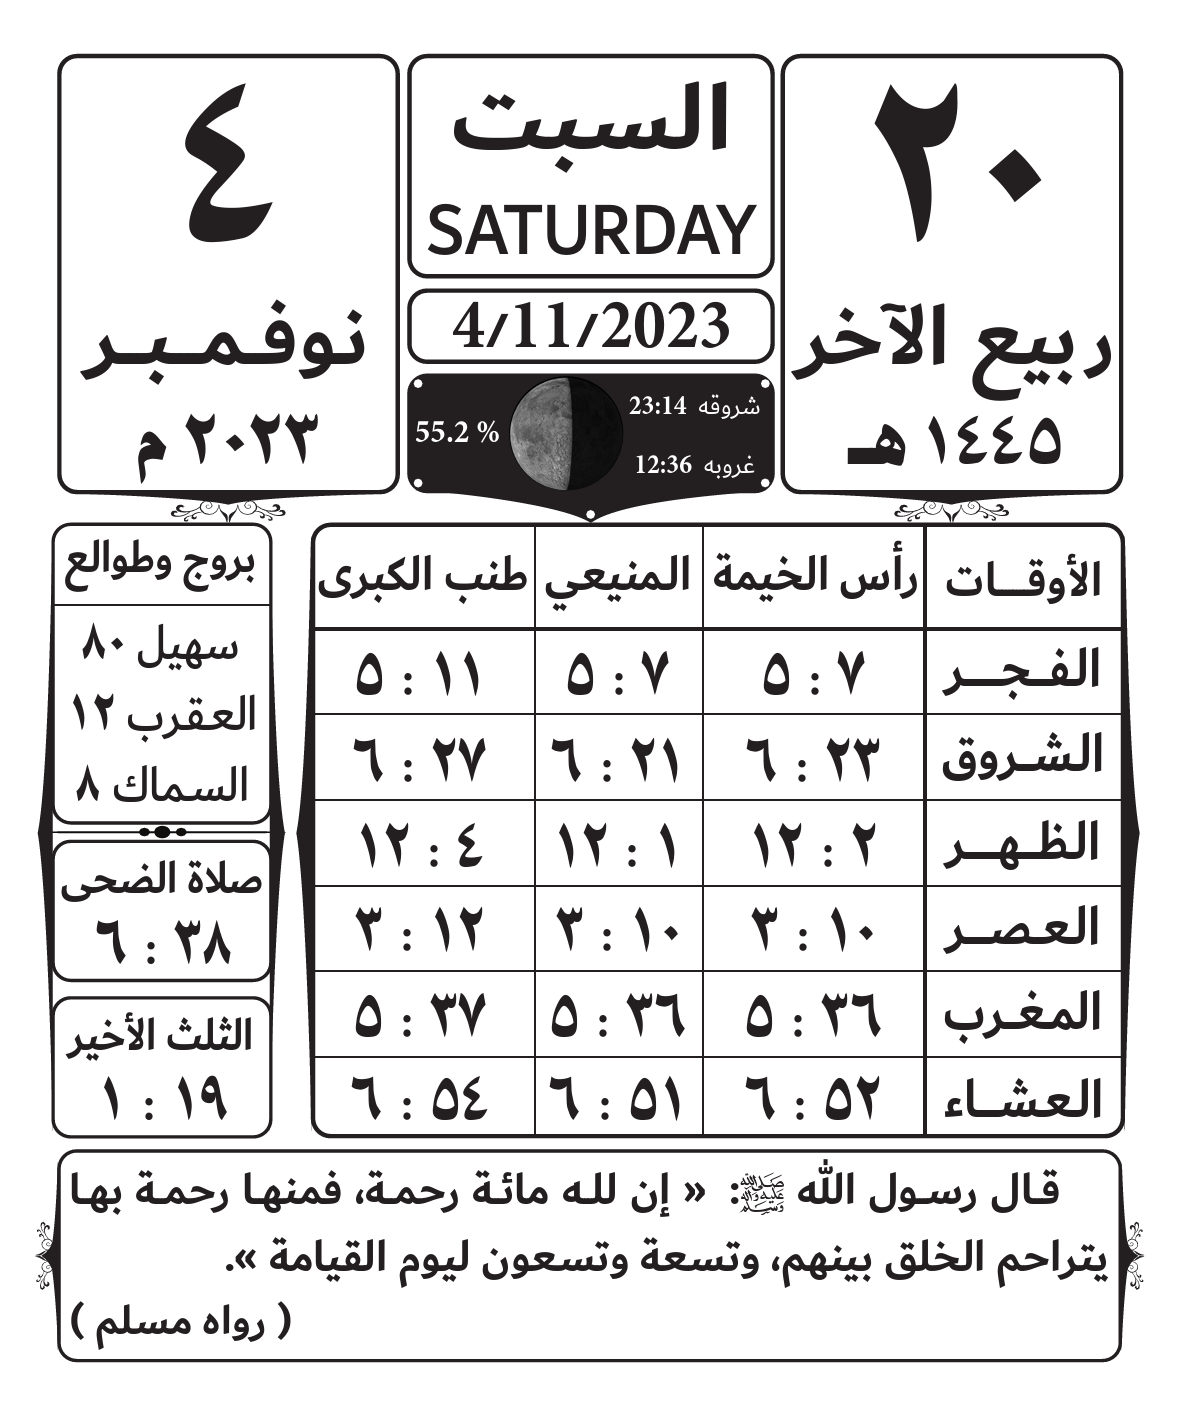 ٢٠
ربيع الآخر
١٤٤٥ هـ
السبت
SATURDAY
4/11/2023
شروقه 23:14
غروبه 12:36
55.2 %
٤
نوفمبر
٢٠٢٣ م
الأوقات رأس الخيمة المنيعي طنب الكبرى
الفجر ٧ : ٥ ٧ : ٥ ١١ : ٥
الشروق ٢٣ : ٦ ٢١ : ٦ ٢٧ : ٦
الظهر ٢ : ١٢ ١ : ١٢ ٤ : ١٢
العصر ١٠ : ٣ ١٠ : ٣ ١٢ : ٣
المغرب ٣٦ : ٥ ٣٦ : ٥ ٣٧ : ٥
العشاء ٥٢ : ٦ ٥١ : ٦ ٥٤ : ٦
بروج وطوالع
سهيل ٨٠
العقرب ١٢
السماك ٨
صلاة الضحى
٣٨ : ٦
الثلث الأخير
١٩ : ١
قال رسول الله ﷺ: « إن لله مائة رحمة، فمنها رحمة بها
يتراحم الخلق بينهم، وتسعة وتسعون ليوم القيامة ».
( رواه مسلم )